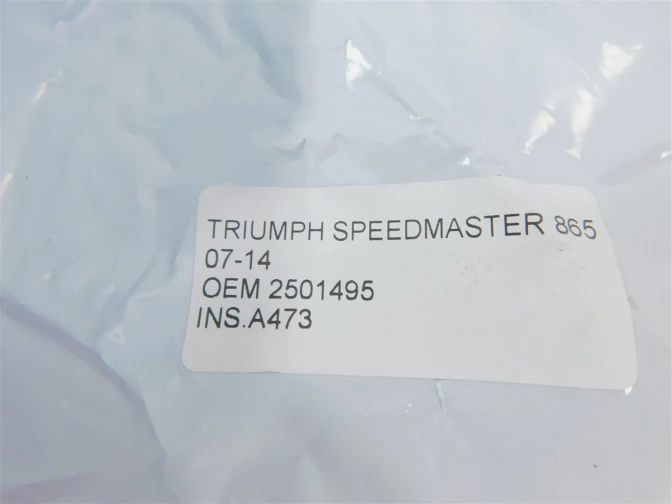 TRIUMPH SPEEDMASTER 865
07-14
OEM 2501495
INS.A473